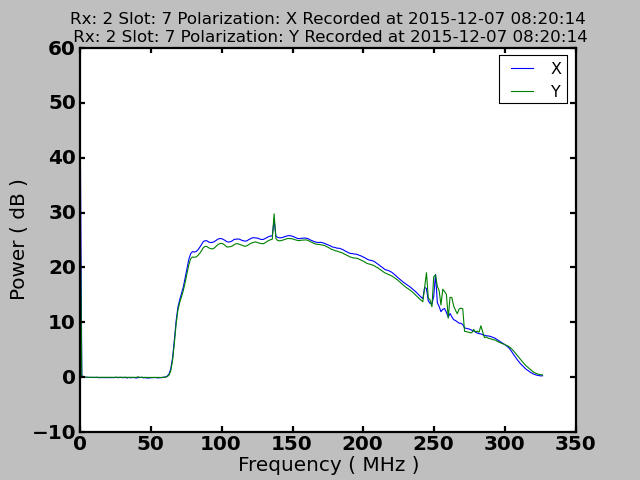 Rx: 2 Slot: 7 Polarization: X Recorded at 2015-12-07 08:20:14
Rx: 2 Slot: 7 Polarization: Y Recorded at 2015-12-07 08:20:14
60
50
40
30
20
10
0
−10
X
Y
Power ( dB )
0 50 100 150 200 250 300 350
Frequency ( MHz )